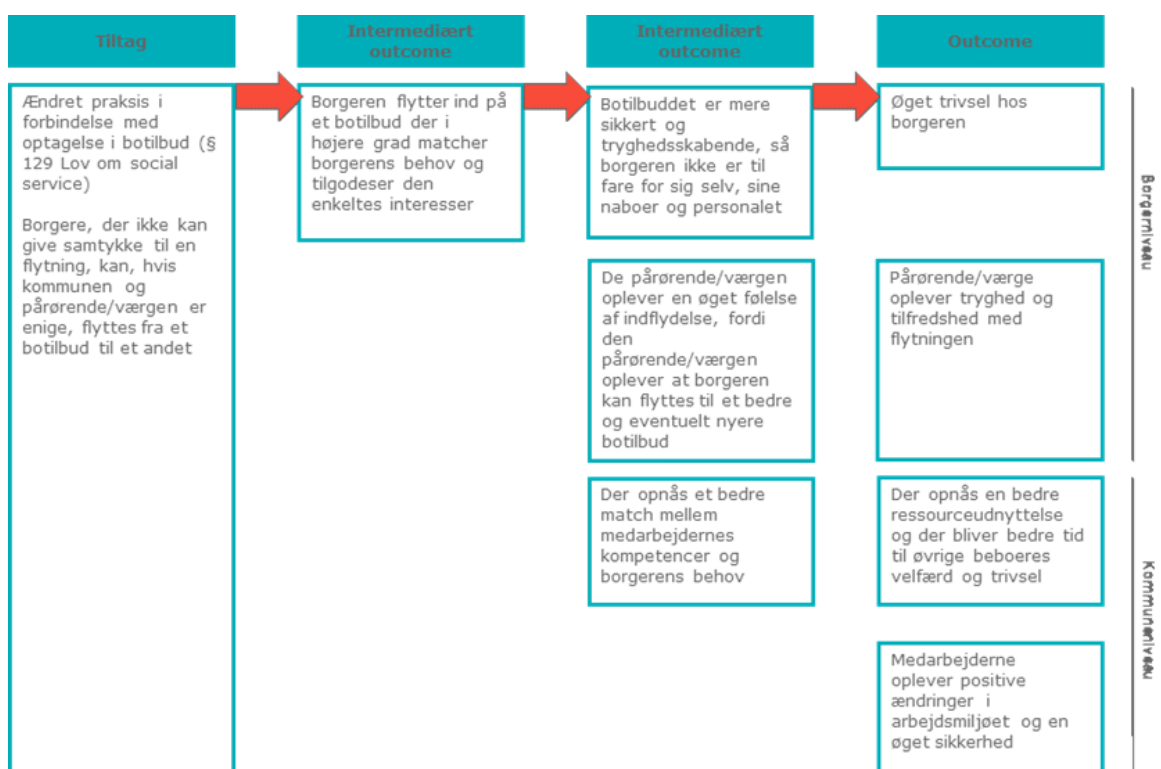 Tiltag
Ændret praksis i
forbindelse med
optagelse i botilbud (§
129 Lov om social
service)
Borgere, der ikke kan
give samtykke til en
flytning, kan, hvis
kommunen og
pårørende/værgen er
enige, flyttes fra et
botilbud til et andet
Intermediært
outcome
Borgeren flytter ind på
et botilbud der i
højere grad matcher
borgerens behov og
tilgodeser den
enkeltes interesser
Intermediært
outcome
Botilbuddet er mere
sikkert og
tryghedsskabende, så
borgeren ikke er til
fare for sig selv, sine
naboer og personalet
De pårørende/værgen
oplever en øget følelse
af indflydelse, fordi
den
pårørende/værgen
oplever at borgeren
kan flyttes til et bedre
og eventuelt nyere
botilbud
Der opnås et bedre
match mellem
medarbejdernes
kompetencer og
borgerens behov
Outcome
Øget trivsel hos
borgeren
Pårørende/værge
oplever tryghed og
tilfredshed med
flytningen
Der opnås en bedre
ressourceudnyttelse
og der bliver bedre tid
til øvrige beboeres
velfærd og trivsel
Medarbejderne
oplever positive
ændringer i
arbejdsmiljøet og en
øget sikkerhed
Borgerniveau
Kommuneniveau